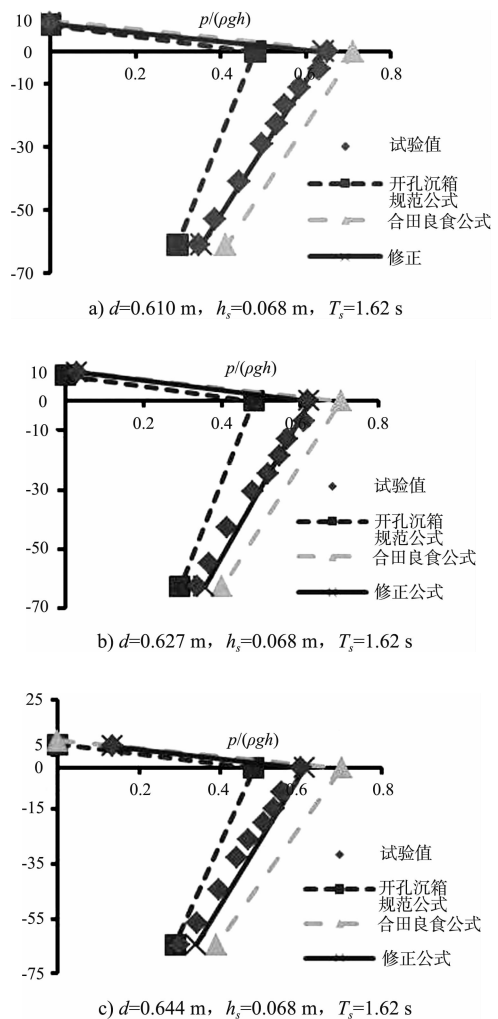 p/(ρgh)
10
0
0.2
0.4
0.6
0.8
-10
-30
-50
-70
试验值
开孔沉箱
规范公式
合田良食公式
修正
a) d=0.610 m，hs=0.068 m，Ts=1.62 s
p/(ρgh)
10
0
0.2
0.4
0.6
0.8
-10
-30
-50
-70
试验值
开孔沉箱
规范公式
合田良食公式
修正公式
b) d=0.627 m，hs=0.068 m，Ts=1.62 s
25
p/(ρgh)
5
0
0.2
0.4
0.6
0.8
-15
-35
-55
-75
试验值
开孔沉箱
规范公式
合田良食公式
修正公式
c) d=0.644 m，hs=0.068 m，Ts=1.62 s